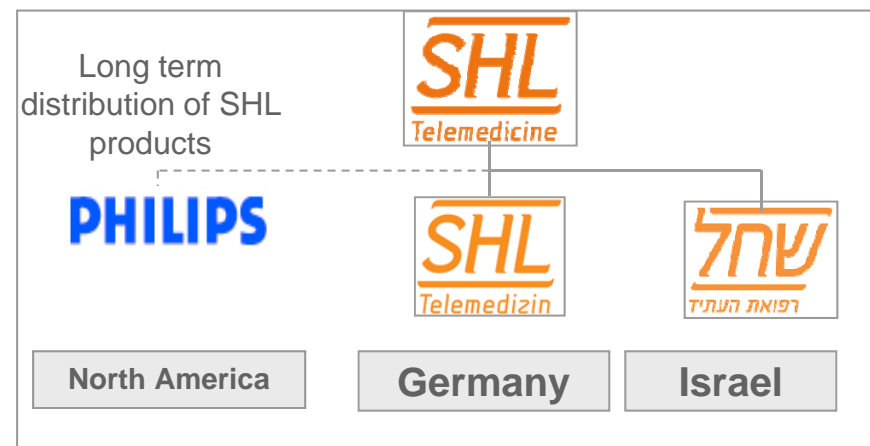 Long term
distribution of SHL
products
SHL
Telemedicine
PHILIPS
SHL
Telemedizin
שחל
רפואת העתיד
North America
Germany
Israel